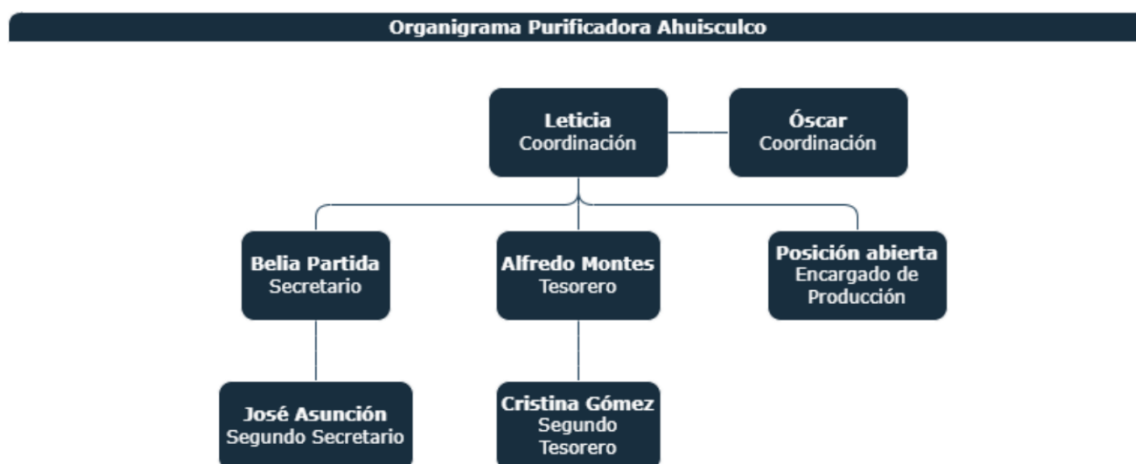 Organigrama Purificadora Ahuisculco
Leticia
Coordinación
Óscar
Coordinación
Belia Partida
Secretario
Alfredo Montes
Tesorero
Posición abierta
Encargado de
Producción
José Asunción
Segundo Secretario
Cristina Gómez
Segundo
Tesorero